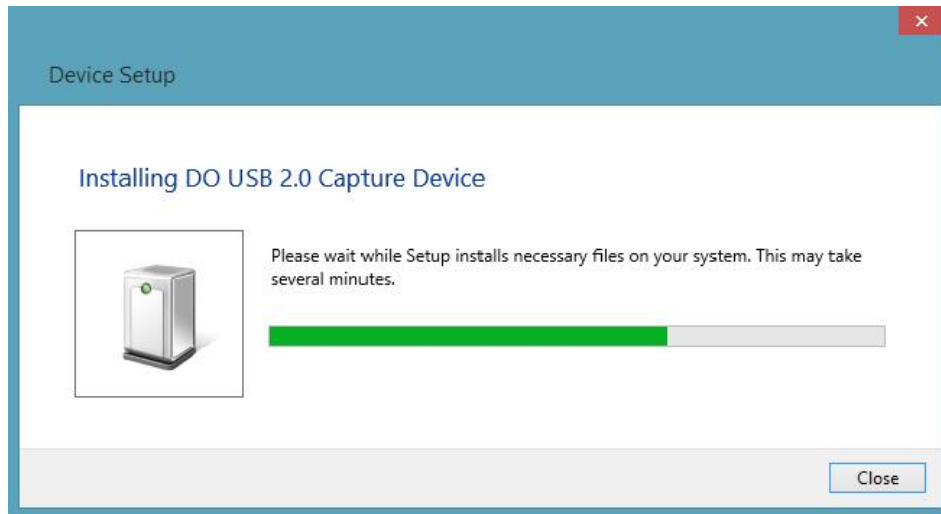 Device Setup
Installing DO USB 2.0 Capture Device
Please wait while Setup installs necessary files on your system. This may take
several minutes.
Close